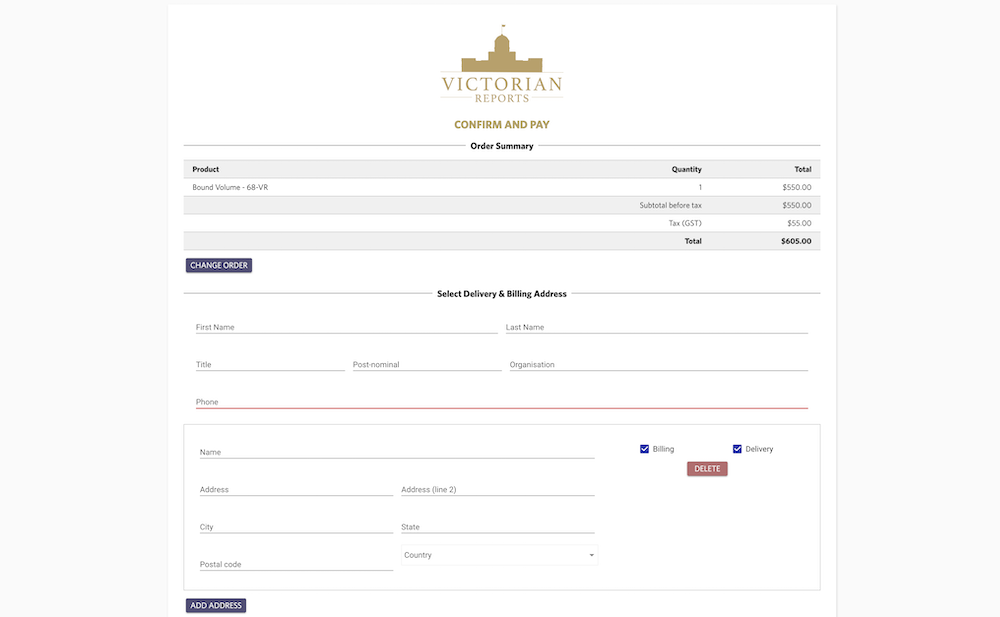 VICTORIAN
REPORTS
CONFIRM AND PAY
Order Summary
Product Quantity Total
Bound Volume - 68-VR 1 $550.00
Subtotal before tax $550.00
Tax (GST) $55.00
Total $605.00
CHANGE ORDER
Select Delivery & Billing Address
First Name Last Name
Title Post-nominal Organisation
Phone
Name Billing Delivery
DELETE
Address Address (line 2)
City State
Country
Postal code
ADD ADDRESS